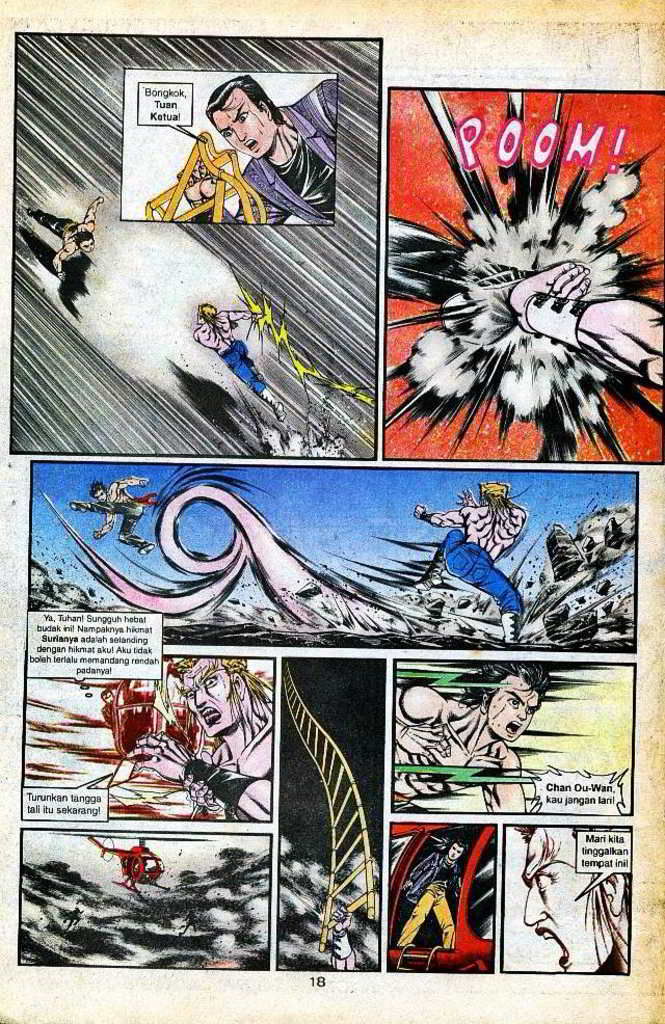 'Bongkok,
Tuan
Ketua!
POOM!
Ya, Tuhan! Sungguh hebat
budak ini! Nampaknya hikmat
Surianya adalah selanding
dengan hikmat aku! Aku tidak
boleh terlalu memandang rendah
padanya!
Turunkan tangga
tali itu sekarang!
Chan Ou-Wan,
kau jangan lari!
Mari kita
tinggalkan
tempat ini!
18